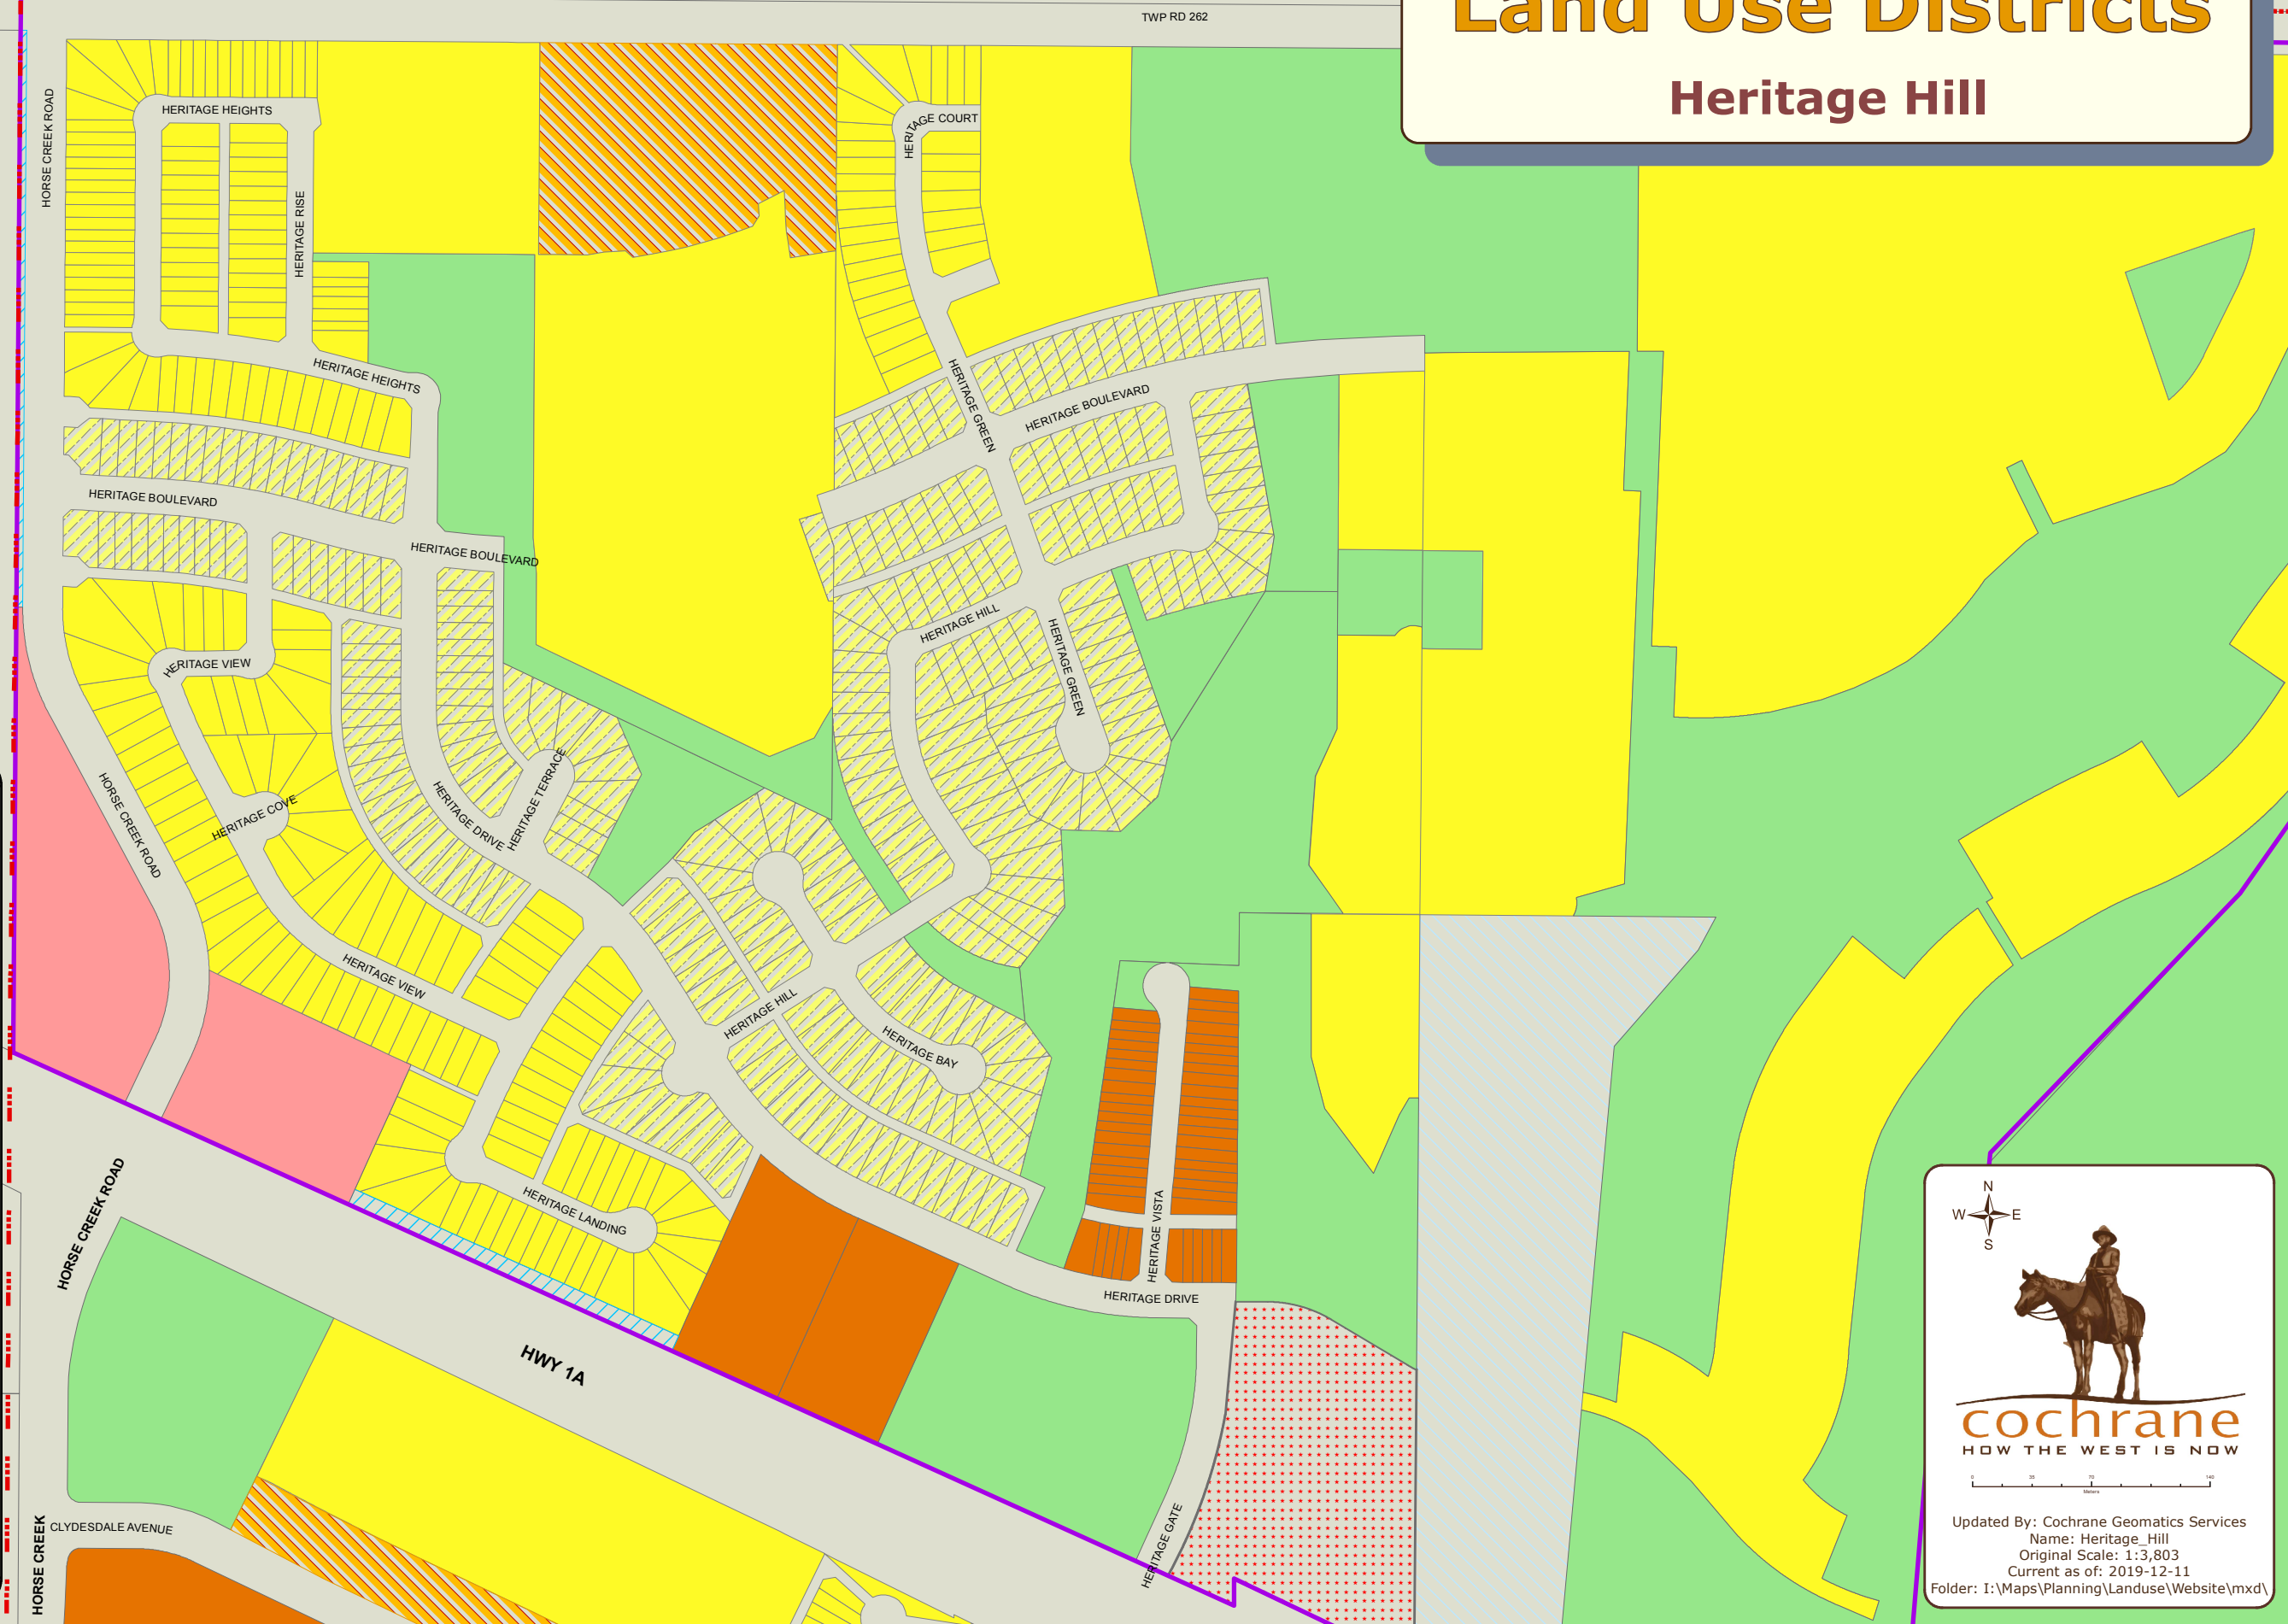 TWP RD 262
Land Use Districts
Heritage Hill
HORSE CREEK ROAD
HERITAGE HEIGHTS
HERITAGE COURT
HERITAGE RISE
HERITAGE HEIGHTS
HERITAGE GREEN
HERITAGE BOULEVARD
HERITAGE BOULEVARD
HERITAGE BOULEVARD
HERITAGE HILL
HERITAGE GREEN
HERITAGE VIEW
HORSE CREEK ROAD
HERITAGE COVE
HERITAGE DRIVE
HERITAGE TERRACE
HERITAGE VIEW
HERITAGE HILL
HERITAGE BAY
HERITAGE LANDING
HERITAGE VISTA
HERITAGE DRIVE
HORSE CREEK ROAD
HWY 1A
HERITAGE GATE
CLYDESDALE AVENUE
HORSE CREEK
N
W E
S
cochrane
HOW THE WEST IS NOW
0 35 70 140
Meters
Updated By: Cochrane Geomatics Services
Name: Heritage_Hill
Original Scale: 1:3,803
Current as of: 2019-12-11
Folder: I:\Maps\Planning\Landuse\Website\mxd\